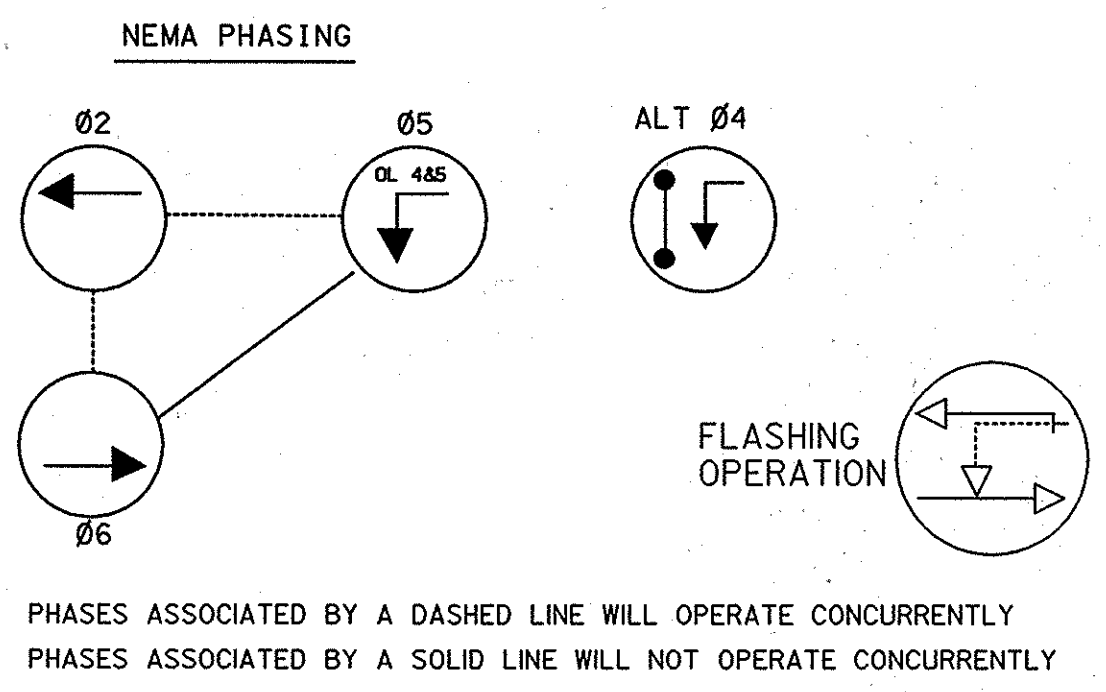 NEMA PHASING
Ø2
Ø5
ALT Ø4
OL 4&5
FLASHING
OPERATION
Ø6
PHASES ASSOCIATED BY A DASHED LINE WILL OPERATE CONCURRENTLY
PHASES ASSOCIATED BY A SOLID LINE WILL NOT OPERATE CONCURRENTLY